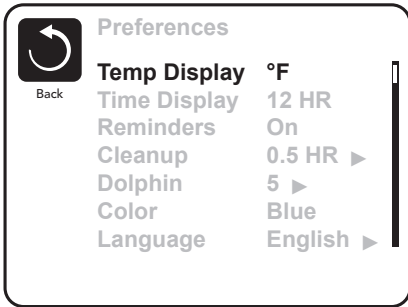 Preferences
Back
Temp Display °F
Time Display 12 HR
Reminders On
Cleanup 0.5 HR ▶
Dolphin 5 ▶
Color Blue
Language English ▶